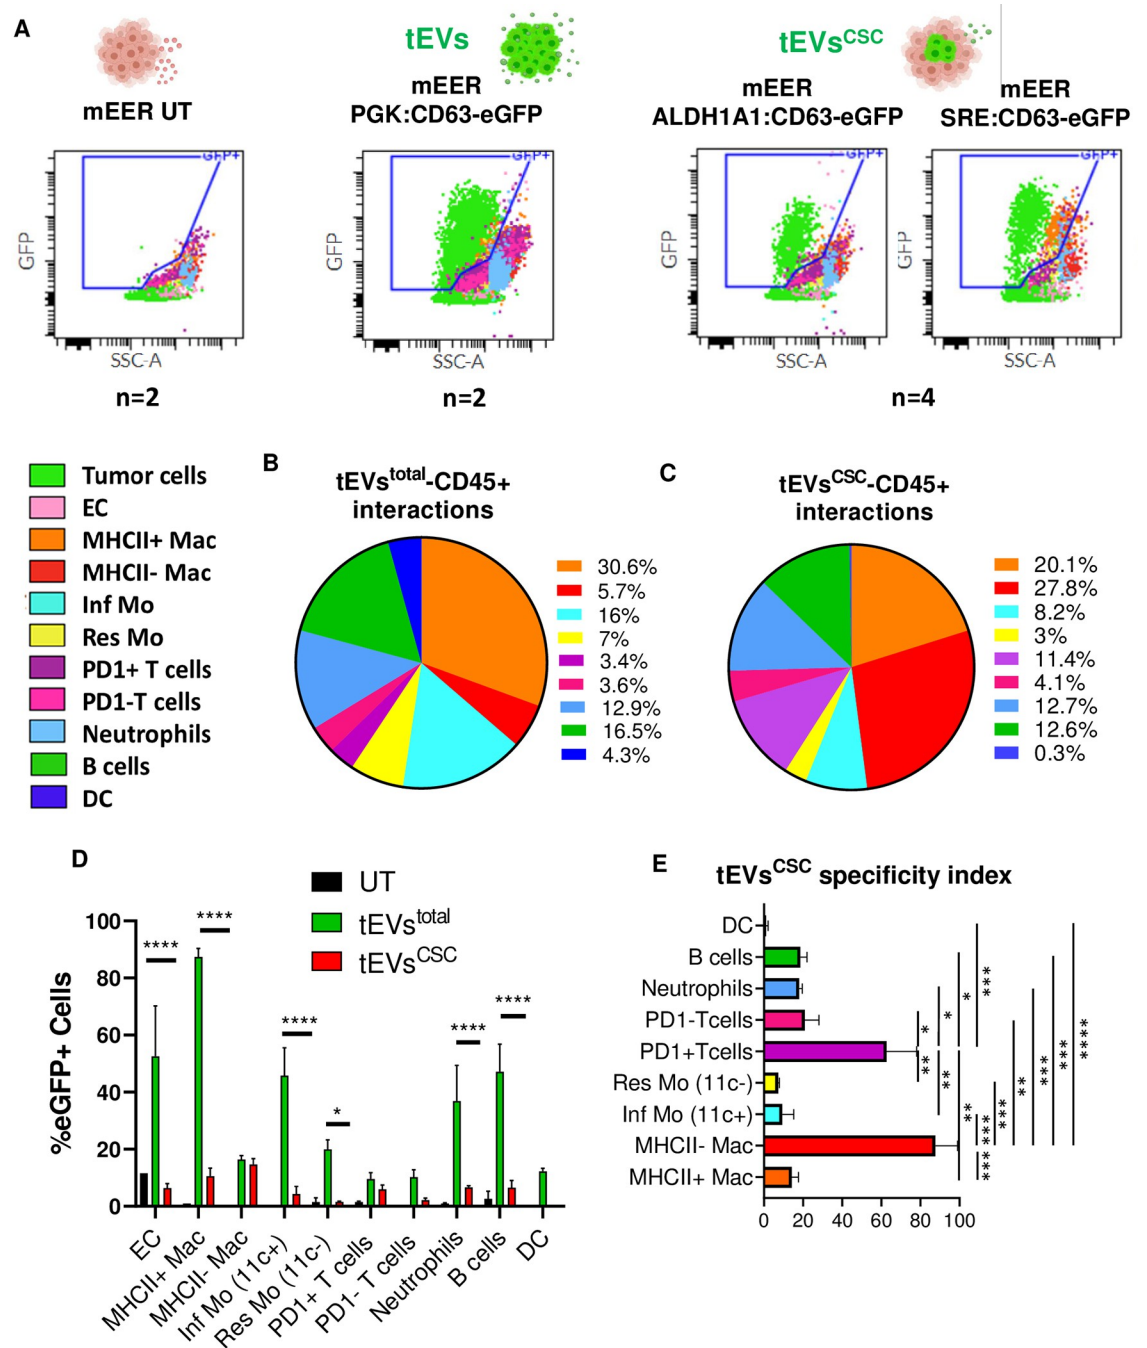 A
mEER UT
tEVs
mEER
PGK:CD63-eGFP
tEVsCSC
mEER
ALDH1A1:CD63-eGFP
mEER
SRE:CD63-eGFP
GFP+
GFP+
GFP+
GFP+
GFP
GFP
GFP
GFP
SSC-A
SSC-A
SSC-A
SSC-A
n=2
n=2
n=4
Tumor cells
EC
MHCII+ Mac
MHCII- Mac
Inf Mo
Res Mo
PD1+ T cells
PD1-T cells
Neutrophils
B cells
DC
B
tEVstotal-CD45+
interactions
30.6%
5.7%
16%
7%
3.4%
3.6%
12.9%
16.5%
4.3%
C
tEVsCSC-CD45+
interactions
20.1%
27.8%
8.2%
3%
11.4%
4.1%
12.7%
12.6%
0.3%
D
UT
tEVstotal
tEVsCSC
%eGFP+ Cells
100
80
60
40
20
0
****
****
****
*
****
****
EC
MHCII+ Mac
MHCII- Mac
Inf Mo (11c+)
Res Mo (11c-)
PD1+ T cells
PD1- T cells
Neutrophils
B cells
DC
E
tEVsCSC specificity index
DC
B cells
Neutrophils
PD1-Tcells
PD1+Tcells
Res Mo (11c-)
Inf Mo (11c+)
MHCII- Mac
MHCII+ Mac
0 20 40 60 80 100
*
**
*
**
*
**
***
***
***
***
**
***
***
****